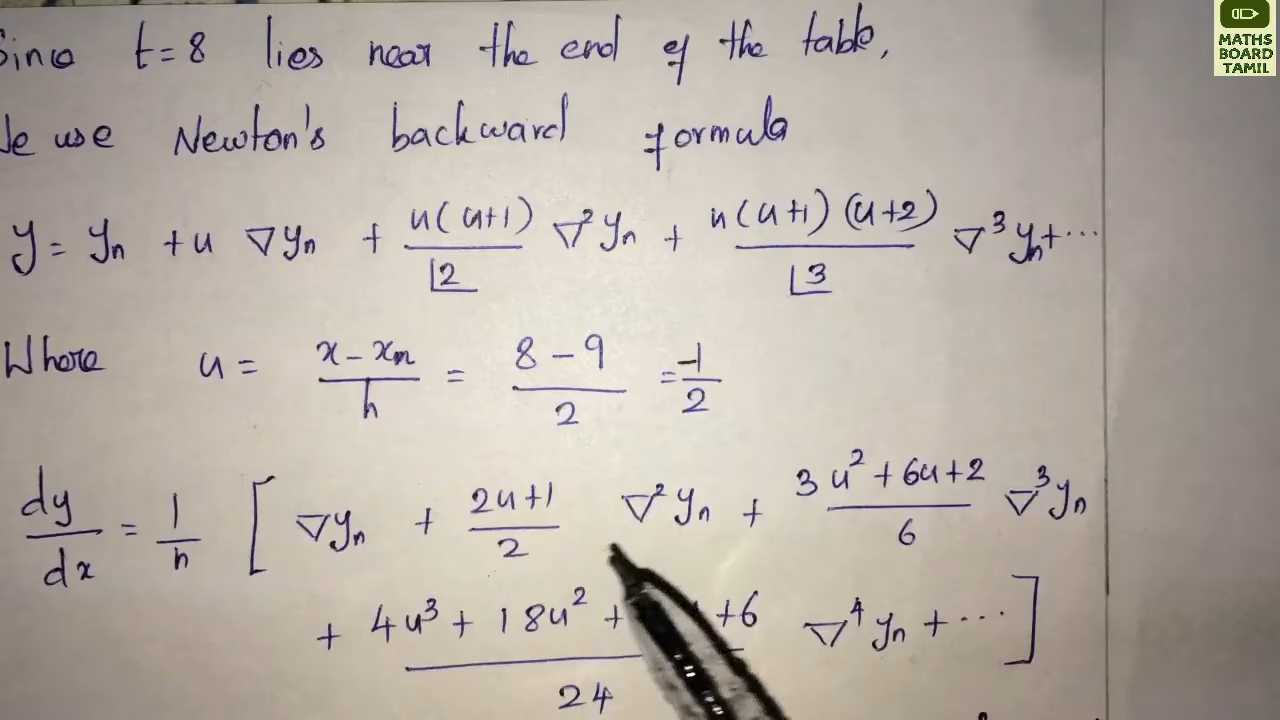 t=8 lies near the end of the table,
use Newton's backward formula
y = yₙ + u ∇yₙ + u(u+1)/⌊2 ∇²yₙ + u(u+1)(u+2)/⌊3 ∇³yₙ + ···
Where u = x - xₙ / h = 8 - 9 / 2 = -1/2
dy/dx = 1/h [ ∇yₙ + 2u+1/2 ∇²yₙ + 3u²+6u+2/6 ∇³yₙ
+ 4u³ + 18u² + +6 / 24 ∇⁴yₙ + ··· ]
MATHS
BOARD
TAMIL